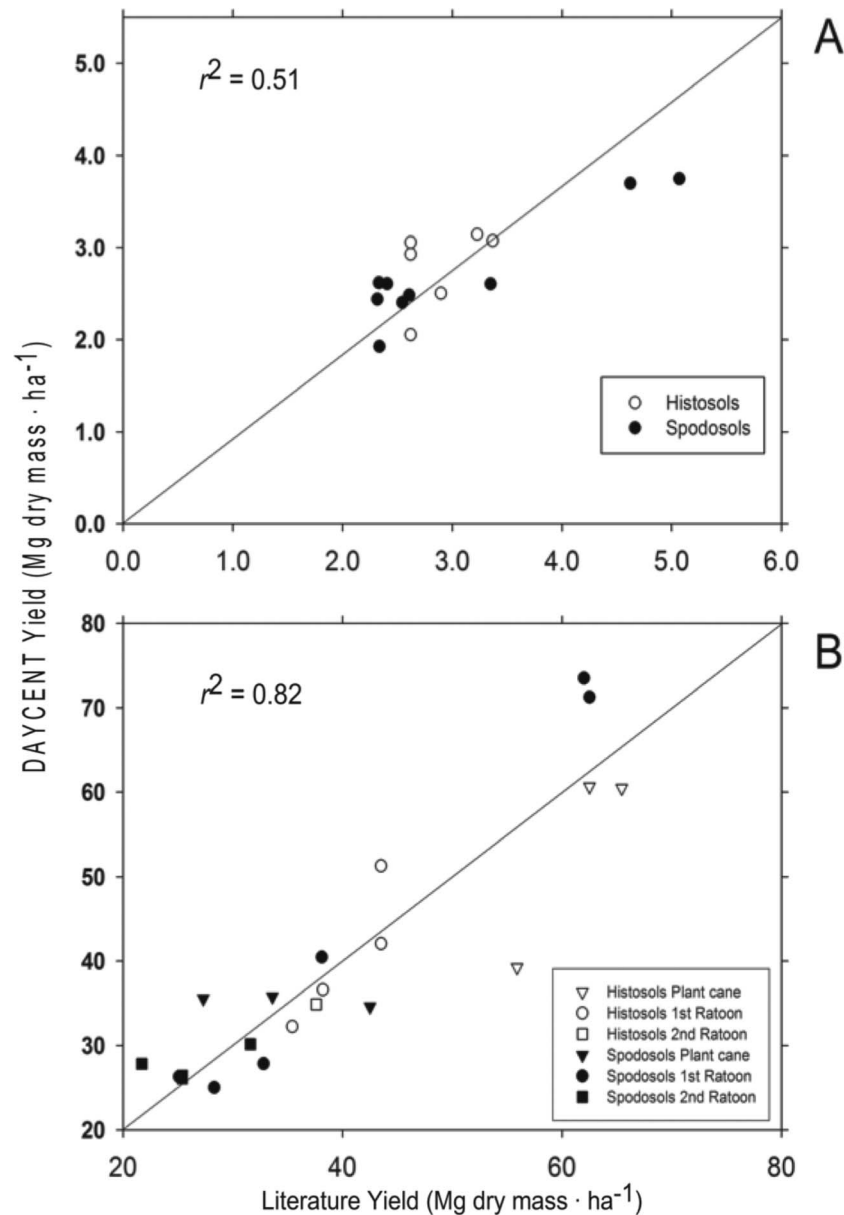 A
r² = 0.51
5.0
4.0
3.0
2.0
1.0
0.0
Histosols
Spodosols
0.0 1.0 2.0 3.0 4.0 5.0 6.0
DAYCENT Yield (Mg dry mass · ha⁻¹)
B
r² = 0.82
80
70
60
50
40
30
20
Histosols Plant cane
Histosols 1st Ratoon
Histosols 2nd Ratoon
Spodosols Plant cane
Spodosols 1st Ratoon
Spodosols 2nd Ratoon
20 40 60 80
Literature Yield (Mg dry mass · ha⁻¹)